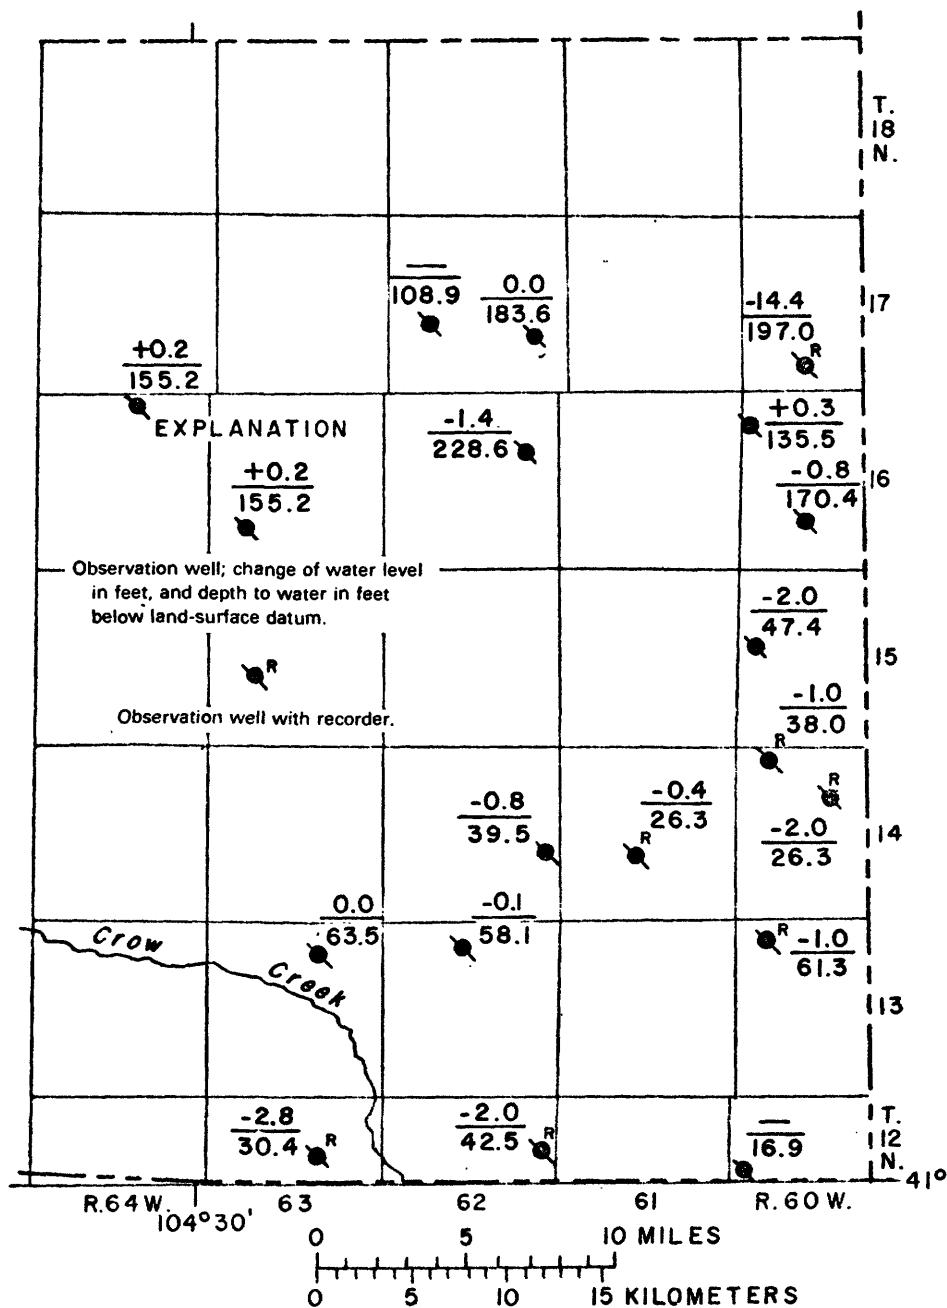 T.
18
N.
108.9
0.0
183.6
17
-14.4
197.0
R
+0.2
155.2
EXPLANATION
-1.4
228.6
+0.3
135.5
+0.2
155.2
-0.8
170.4
16
Observation well; change of water level
in feet, and depth to water in feet
below land-surface datum.
-2.0
47.4
15
R
-1.0
38.0
Observation well with recorder.
R
R
-0.8
39.5
-0.4
26.3
R
-2.0
26.3
14
0.0
63.5
-0.1
58.1
Crow
Creek
R
-1.0
61.3
13
-2.8
30.4
R
-2.0
42.5
R
16.9
T.
12
N.
41°
R.64 W.
63
62
61
R.60 W.
104°30'
0 5 10 MILES
0 5 10 15 KILOMETERS